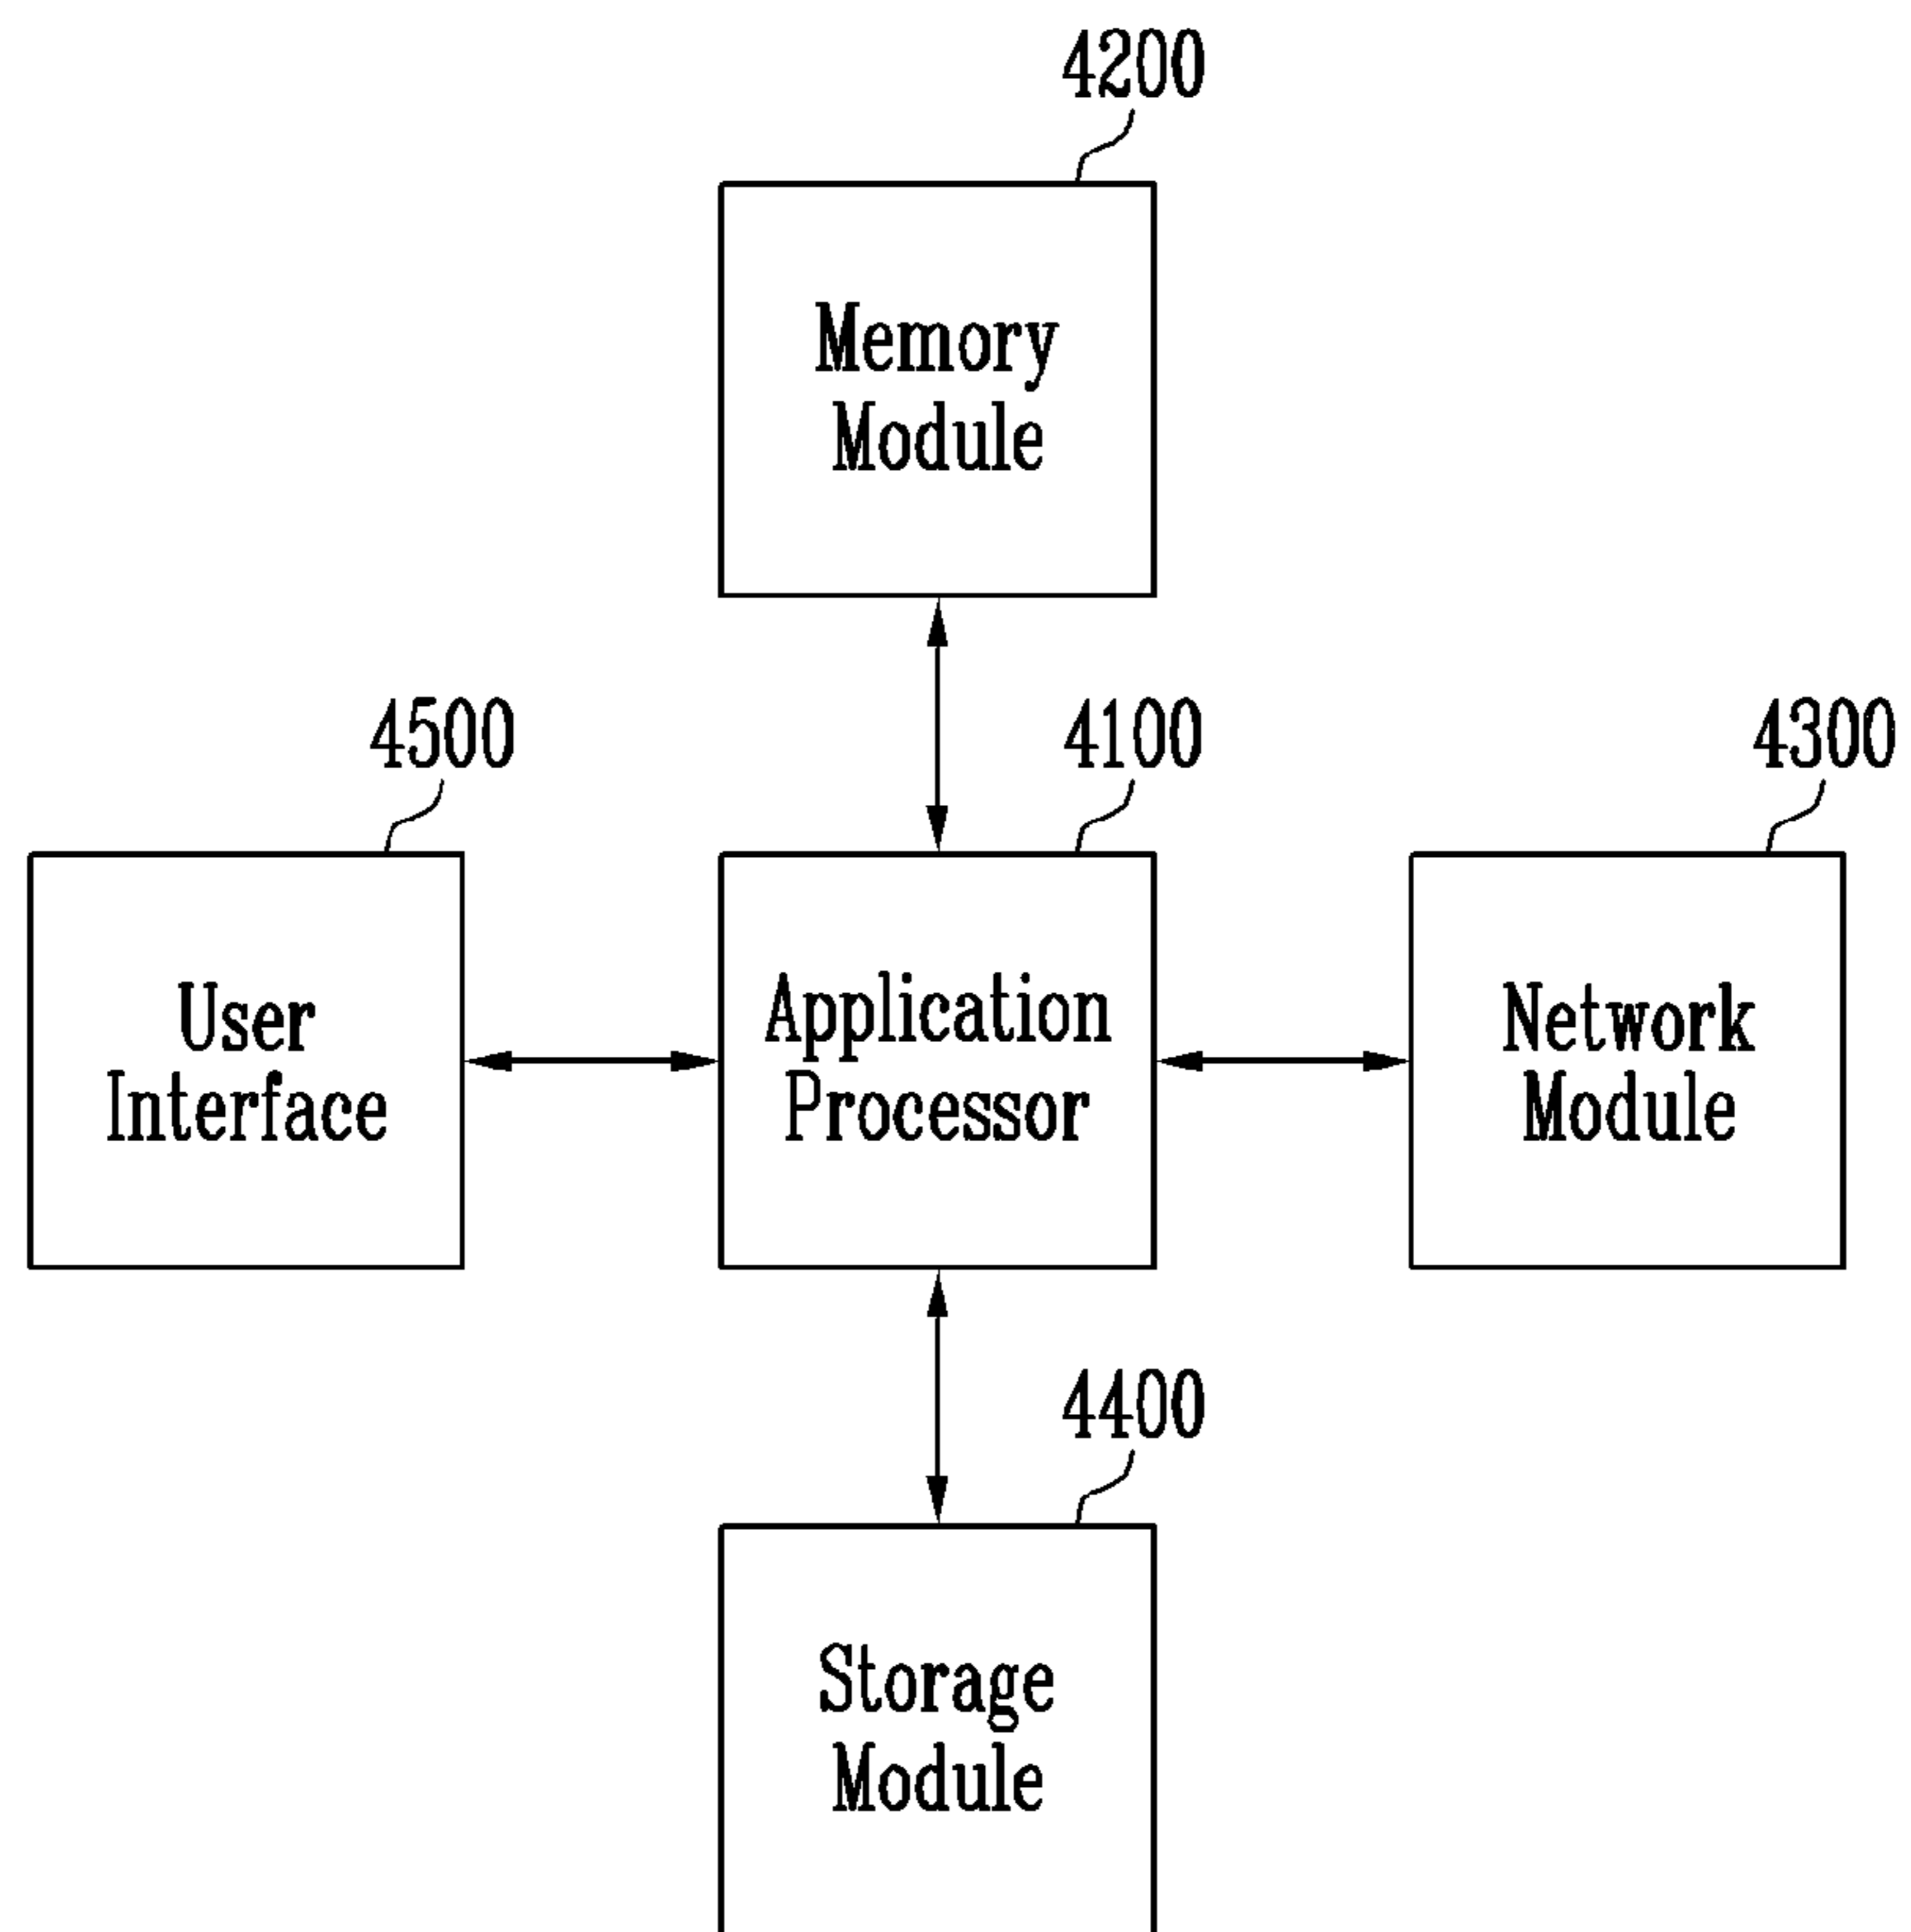 4200
Memory
Module
4500
4100
4300
User
Interface
Application
Processor
Network
Module
4400
Storage
Module